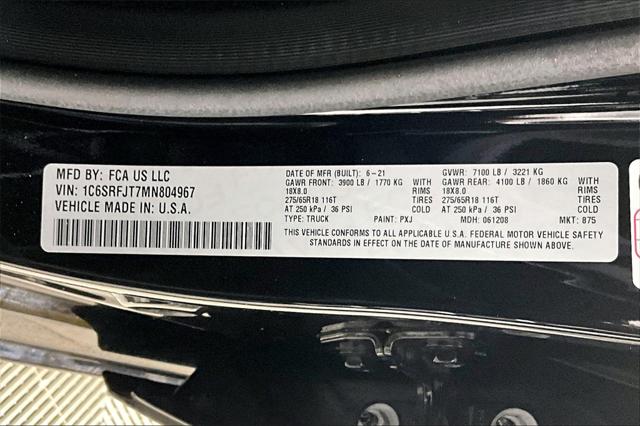 MFD BY: FCA US LLC
VIN: 1C6SRFJT7MN804967
VEHICLE MADE IN: U.S.A.
DATE OF MFR (BUILT): 6-21 GVWR: 7100 LB / 3221 KG
GAWR FRONT: 3900 LB / 1770 KG WITH GAWR REAR: 4100 LB / 1860 KG WITH
18X8.0 RIMS 18X8.0 RIMS
275/65R18 116T TIRES 275/65R18 116T TIRES
AT 250 kPa / 36 PSI COLD AT 250 kPa / 36 PSI COLD
TYPE: TRUCK PAINT: PXJ MDH: 061208 MKT: 875
THIS VEHICLE CONFORMS TO ALL APPLICABLE U.S.A. FEDERAL MOTOR VEHICLE SAFETY
STANDARDS IN EFFECT ON THE DATE OF MANUFACTURE SHOWN ABOVE.